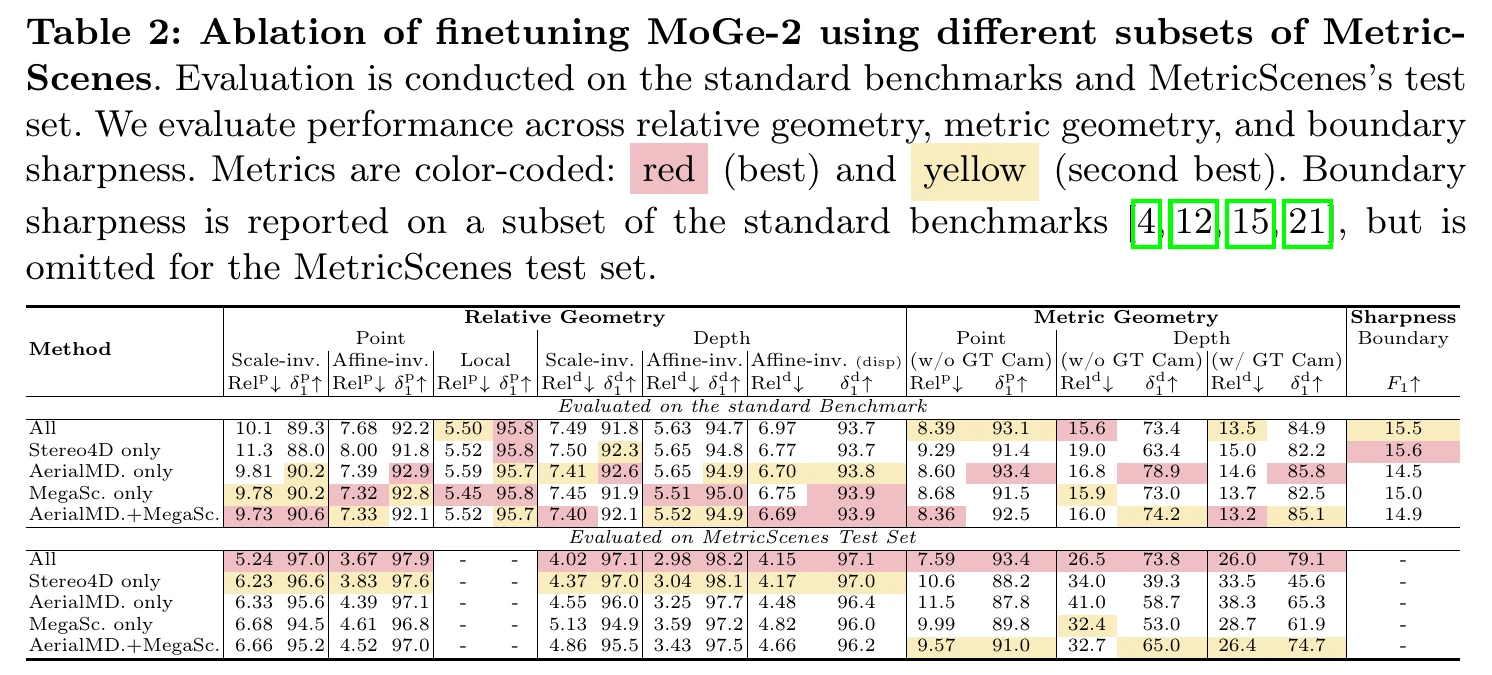 Table 2: Ablation of finetuning MoGe-2 using different subsets of Metric-
Scenes. Evaluation is conducted on the standard benchmarks and MetricScenes's test
set. We evaluate performance across relative geometry, metric geometry, and boundary
sharpness. Metrics are color-coded: red (best) and yellow (second best). Boundary
sharpness is reported on a subset of the standard benchmarks [4, 12, 15, 21], but is
omitted for the MetricScenes test set.
Method Relative Geometry Metric Geometry Sharpness
Point Depth Point Depth Boundary
Scale-inv. Affine-inv. Local Scale-inv. Affine-inv. Affine-inv. (disp) (w/o GT Cam) (w/o GT Cam) (w/ GT Cam)
Relᵖ↓ δ₁ᵖ↑ Relᵖ↓ δ₁ᵖ↑ Relᵖ↓ δ₁ᵖ↑ Relᵈ↓ δ₁ᵈ↑ Relᵈ↓ δ₁ᵈ↑ Relᵈ↓ δ₁ᵈ↑ Relᵖ↓ δ₁ᵖ↑ Relᵈ↓ δ₁ᵈ↑ Relᵈ↓ δ₁ᵈ↑ F₁↑
Evaluated on the standard Benchmark
All 10.1 89.3 7.68 92.2 5.50 95.8 7.49 91.8 5.63 94.7 6.97 93.7 8.39 93.1 15.6 73.4 13.5 84.9 15.5
Stereo4D only 11.3 88.0 8.00 91.8 5.52 95.8 7.50 92.3 5.65 94.8 6.77 93.7 9.29 91.4 19.0 63.4 15.0 82.2 15.6
AerialMD. only 9.81 90.2 7.39 92.9 5.59 95.7 7.41 92.6 5.65 94.9 6.70 93.8 8.60 93.4 16.8 78.9 14.6 85.8 14.5
MegaSc. only 9.78 90.2 7.32 92.8 5.45 95.8 7.45 91.9 5.51 95.0 6.75 93.9 8.68 91.5 15.9 73.0 13.7 82.5 15.0
AerialMD.+MegaSc. 9.73 90.6 7.33 92.1 5.52 95.7 7.40 92.1 5.52 94.9 6.69 93.9 8.36 92.5 16.0 74.2 13.2 85.1 14.9
Evaluated on MetricScenes Test Set
All 5.24 97.0 3.67 97.9 - - 4.02 97.1 2.98 98.2 4.15 97.1 7.59 93.4 26.5 73.8 26.0 79.1 -
Stereo4D only 6.23 96.6 3.83 97.6 - - 4.37 97.0 3.04 98.1 4.17 97.0 10.6 88.2 34.0 39.3 33.5 45.6 -
AerialMD. only 6.33 95.6 4.39 97.1 - - 4.55 96.0 3.25 97.7 4.48 96.4 11.5 87.8 41.0 58.7 38.3 65.3 -
MegaSc. only 6.68 94.5 4.61 96.8 - - 5.13 94.9 3.59 97.2 4.82 96.0 9.99 89.8 32.4 53.0 28.7 61.9 -
AerialMD.+MegaSc. 6.66 95.2 4.52 97.0 - - 4.86 95.5 3.43 97.5 4.66 96.2 9.57 91.0 32.7 65.0 26.4 74.7 -